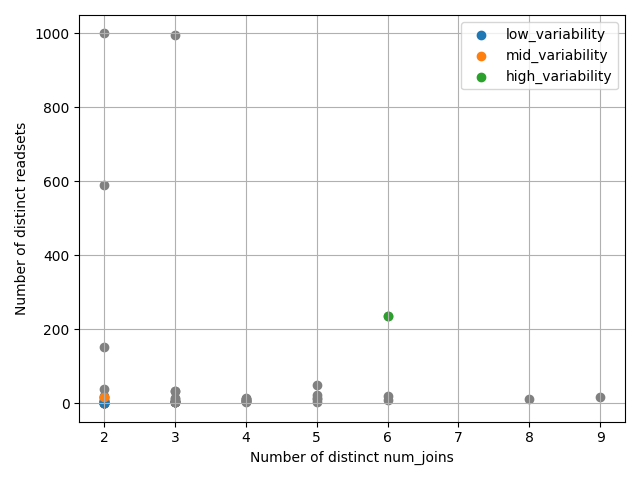 1000
800
600
400
200
0
2 3 4 5 6 7 8 9
Number of distinct num_joins
Number of distinct readsets
low_variability
mid_variability
high_variability